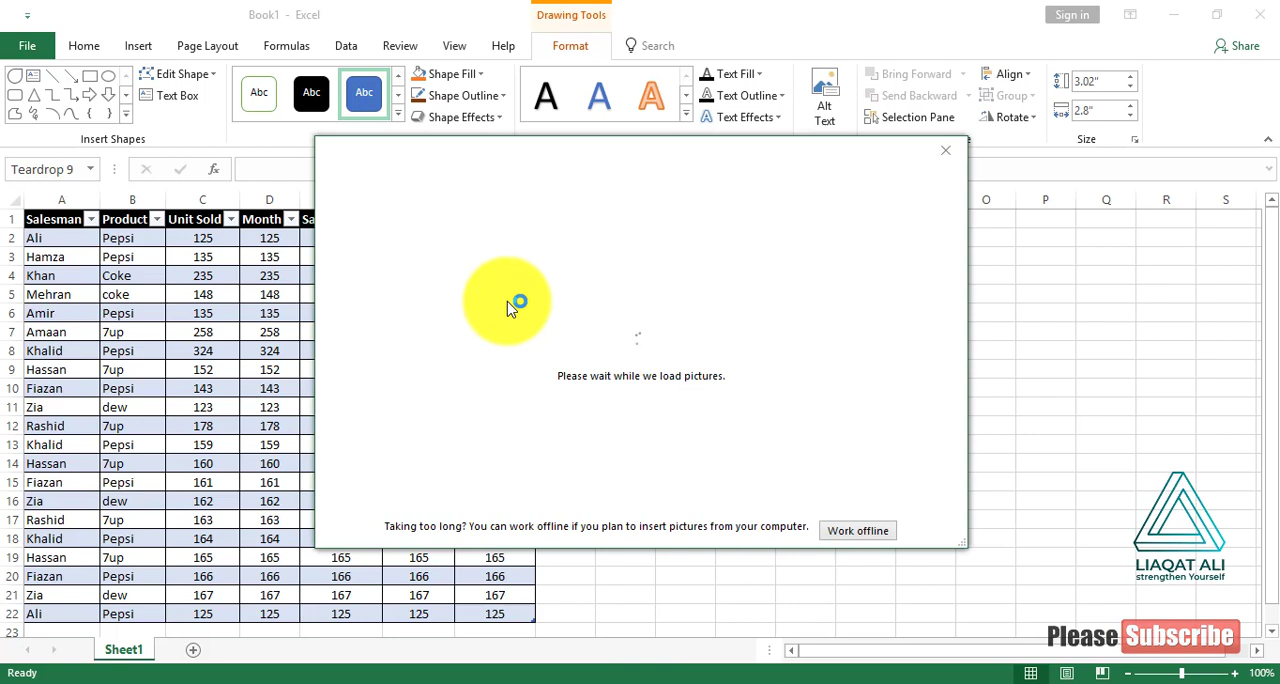 Book1 - Excel
Drawing Tools
Sign in
File Home Insert Page Layout Formulas Data Review View Help Format Search Share
Edit Shape
Text Box
Insert Shapes
Abc Abc Abc
Shape Fill
Shape Outline
Shape Effects
A A A
Text Fill
Text Outline
Text Effects
Alt
Text
Bring Forward
Send Backward
Selection Pane
Align
Group
Rotate
3.02"
2.8"
Size
Teardrop 9
fx
A B C D O P Q R S
1 Salesman Product Unit Sold Month Sa
2 Ali Pepsi 125 125
3 Hamza Pepsi 135 135
4 Khan Coke 235 235
5 Mehran coke 148 148
6 Amir Pepsi 135 135
7 Amaan 7up 258 258
8 Khalid Pepsi 324 324
9 Hassan 7up 152 152
10 Fiazan Pepsi 143 143
11 Zia dew 123 123
12 Rashid 7up 178 178
13 Khalid Pepsi 159 159
14 Hassan 7up 160 160
15 Fiazan Pepsi 161 161
16 Zia dew 162 162
17 Rashid 7up 163 163
18 Khalid Pepsi 164 164
19 Hassan 7up 165 165 165 165 165
20 Fiazan Pepsi 166 166 166 166 166
21 Zia dew 167 167 167 167 167
22 Ali Pepsi 125 125 125 125 125
23
Please wait while we load pictures.
Taking too long? You can work offline if you plan to insert pictures from your computer.
Work offline
LIAQAT ALI
strengthen Yourself
Please Subscribe
Sheet1
Ready
100%